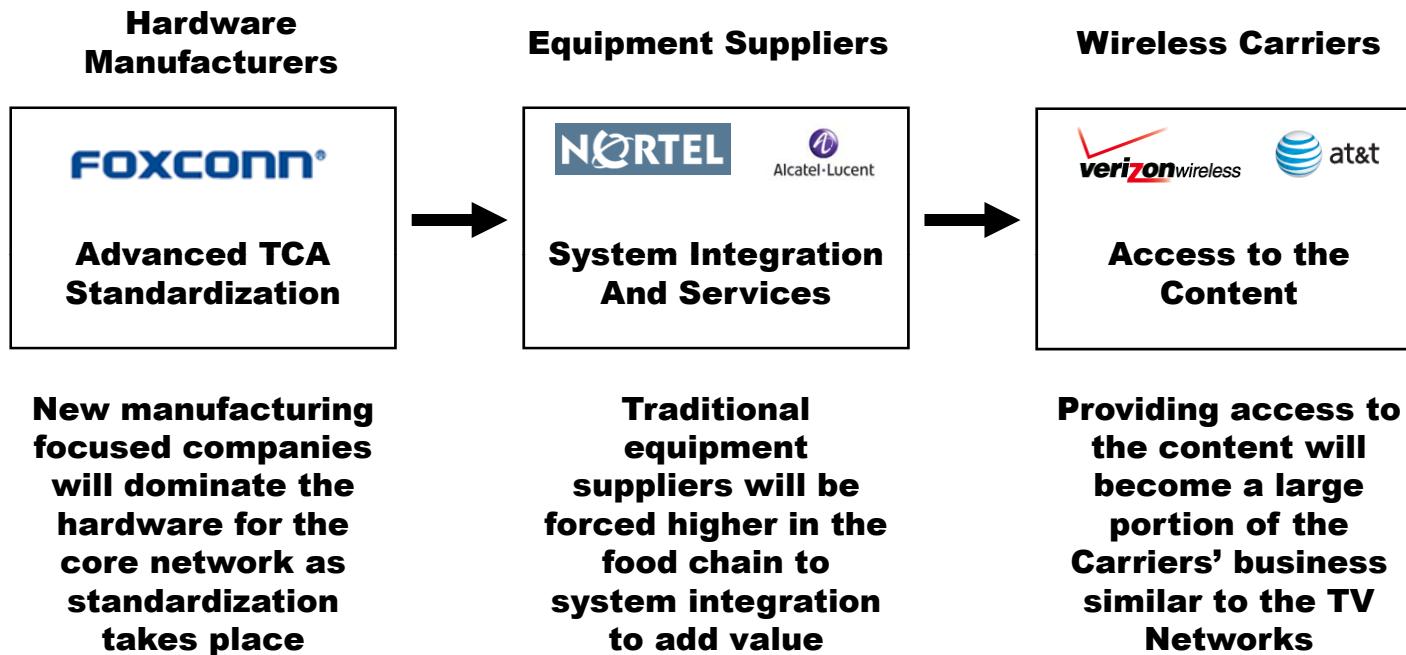 Hardware
Manufacturers
FOXCONN®
Advanced TCA
Standardization
New manufacturing
focused companies
will dominate the
hardware for the
core network as
standardization
takes place
Equipment Suppliers
NORTEL
Alcatel·Lucent
System Integration
And Services
Traditional
equipment
suppliers will be
forced higher in the
food chain to
system integration
to add value
Wireless Carriers
verizonwireless
at&t
Access to the
Content
Providing access to
the content will
become a large
portion of the
Carriers’ business
similar to the TV
Networks